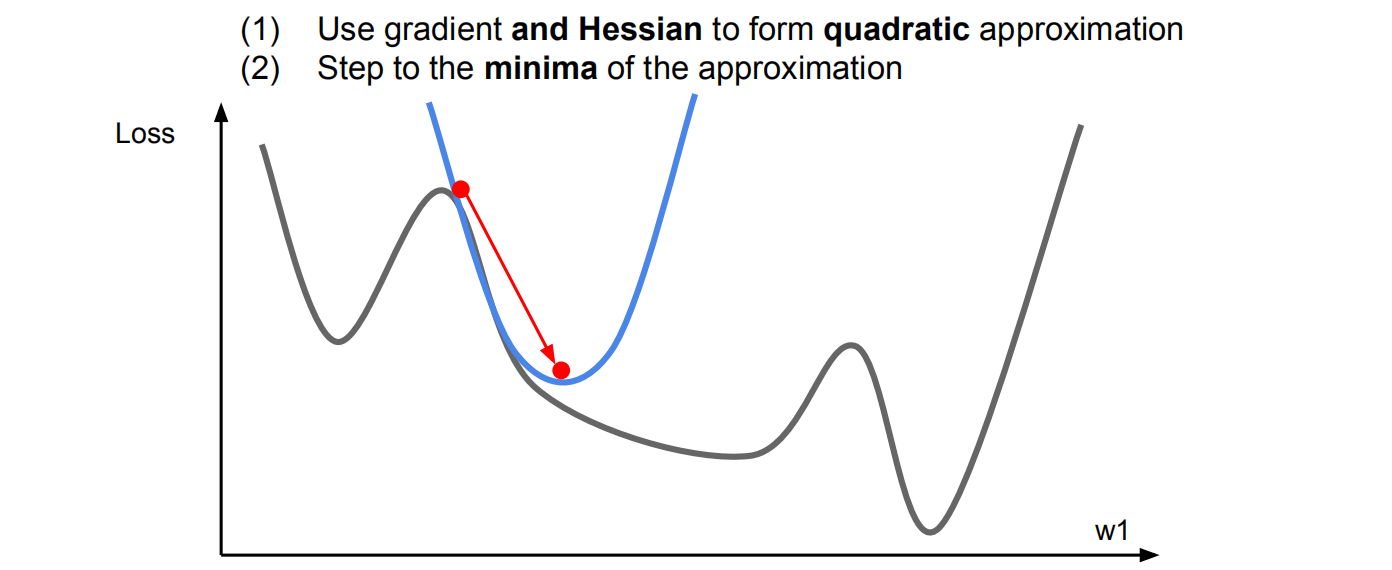 (1) Use gradient and Hessian to form quadratic approximation
(2) Step to the minima of the approximation
Loss
w1